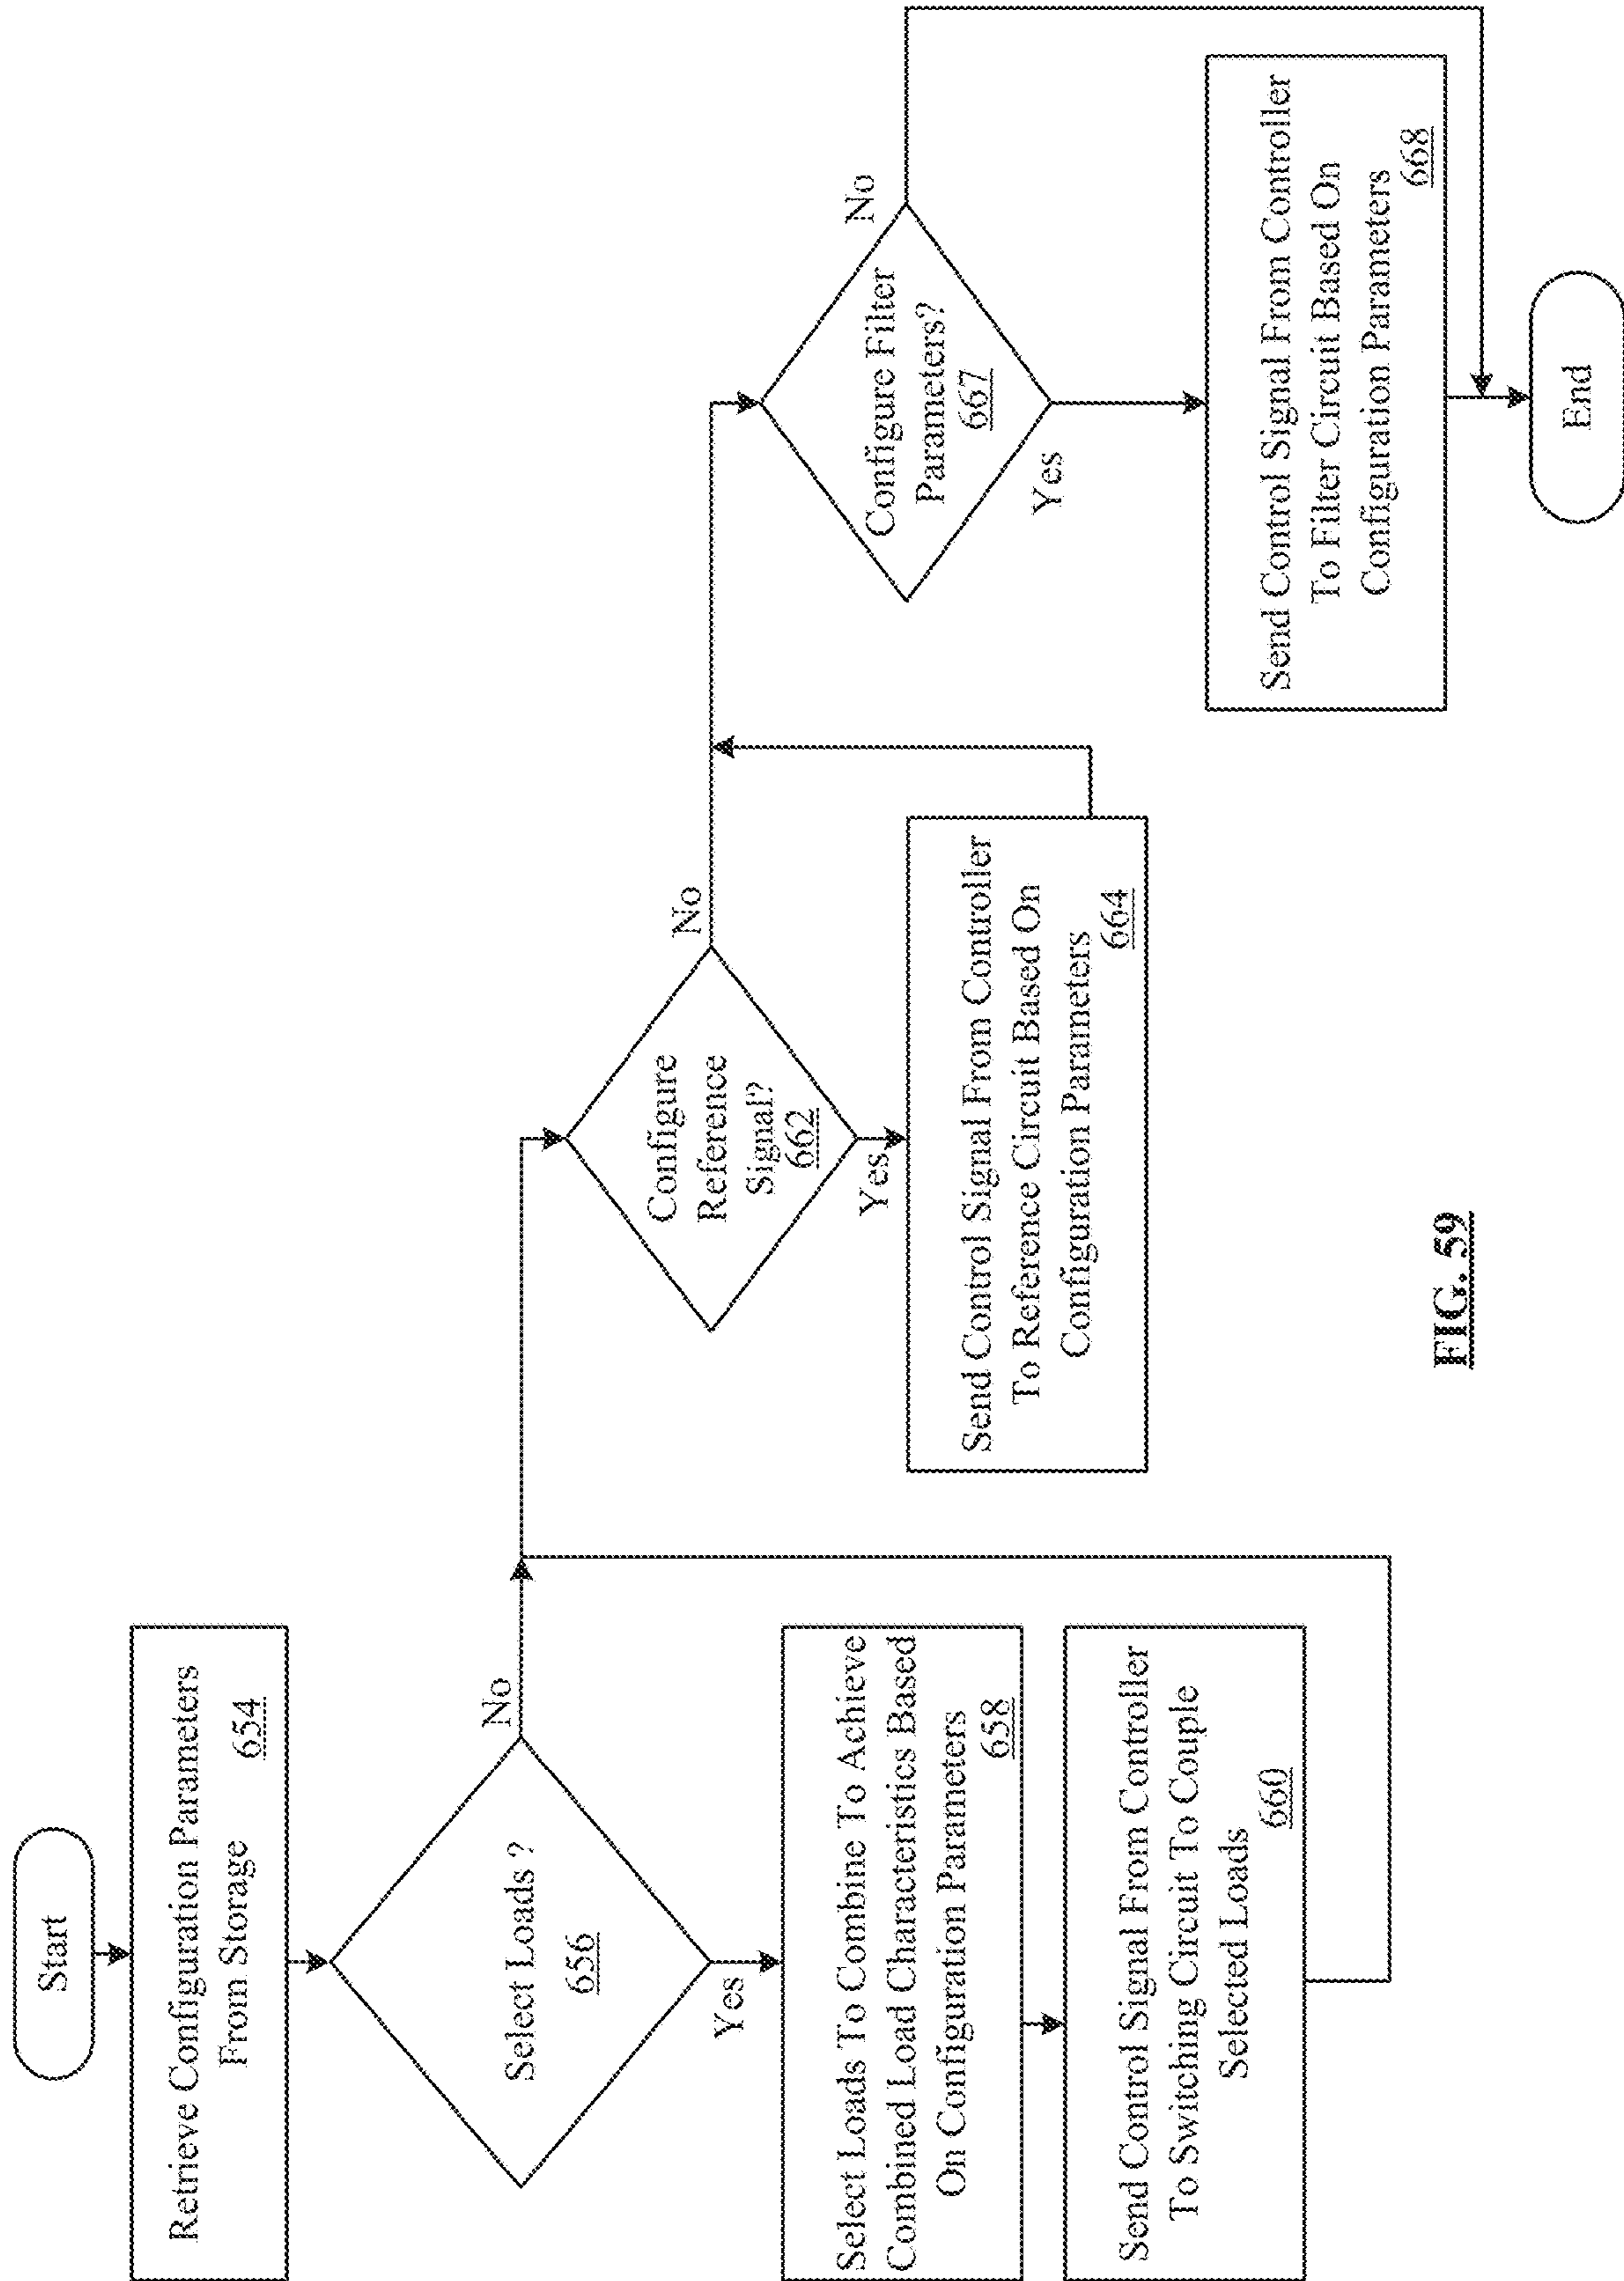 Start
Retrieve Configuration Parameters
From Storage 654
Select Loads ?
656
No
Yes
Select Loads To Combine To Achieve
Combined Load Characteristics Based
On Configuration Parameters
658
Send Control Signal From Controller
To Switching Circuit To Couple
Selected Loads
660
Configure
Reference
Signal?
662
No
Yes
Send Control Signal From Controller
To Reference Circuit Based On
Configuration Parameters
664
Configure Filter
Parameters?
667
No
Yes
Send Control Signal From Controller
To Filter Circuit Based On
Configuration Parameters
668
End
FIG. 59